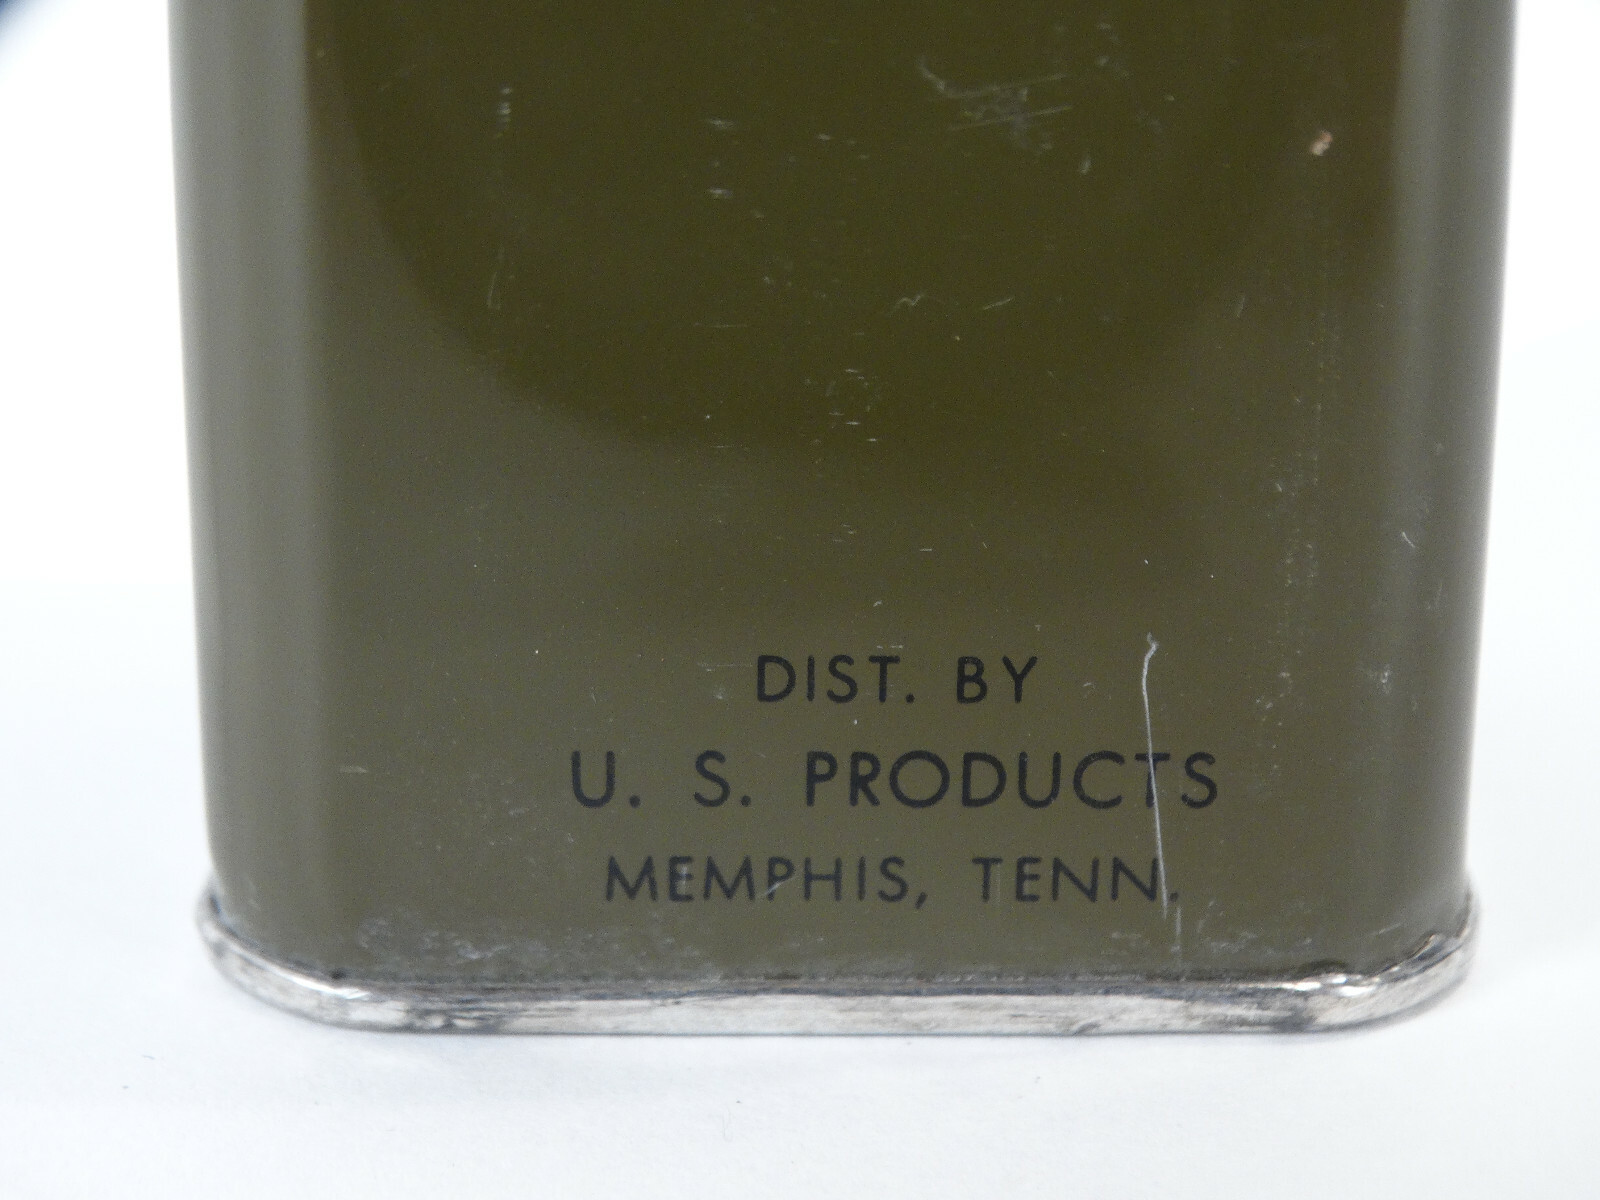 DIST. BY
U. S. PRODUCTS
MEMPHIS, TENN.